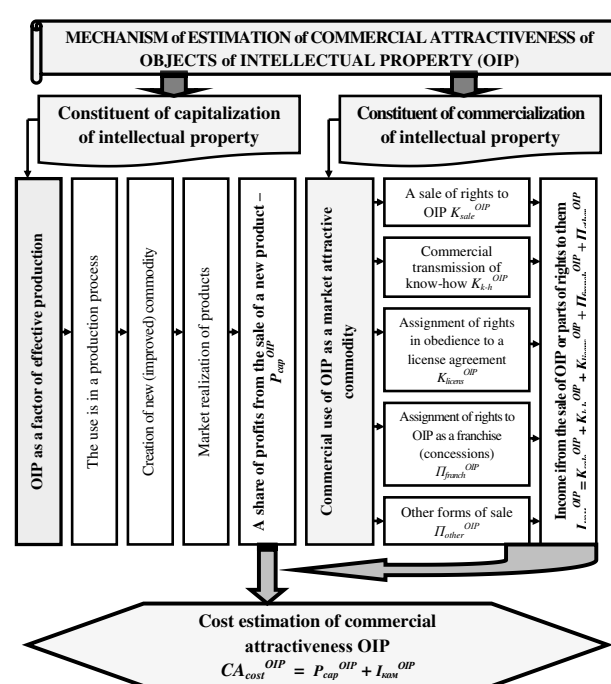 MECHANISM of ESTIMATION of COMMERCIAL ATTRACTIVENESS of
OBJECTS of INTELLECTUAL PROPERTY (OIP)
Constituent of capitalization
of intellectual property
Constituent of commercialization
of intellectual property
OIP as a factor of effective production
The use is in a production process
Creation of new (improved) commodity
Market realization of products
A share of profits from the sale of a new product –
P_cap^OIP
Commercial use of OIP as a market attractive
commodity
A sale of rights to
OIP K_sale^OIP
Commercial
transmission of
know-how K_k-h^OIP
Assignment of rights
in obedience to a
license agreement
K_licens^OIP
Assignment of rights to
OIP as a franchise
(concessions)
П_franch^OIP
Other forms of sale
П_other^OIP
Income ifrom the sale of OIP or parts of rights to them
Cost estimation of commercial
attractiveness OIP
CA_cost^OIP = P_cap^OIP + I_ком^OIP